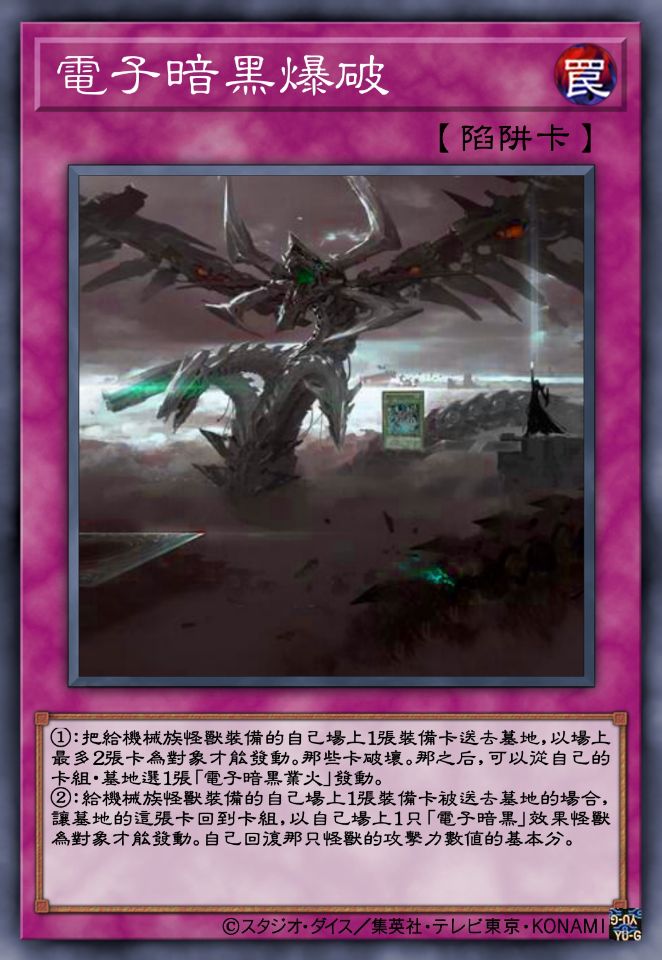 電子暗黒爆破
罠
【陷阱卡】
①:把給機械族怪獸裝備的自己場上1張裝備卡送去墓地,以場上
最多2張卡為對象才能發動。那些卡破壞。那之后,可以從自己的
卡組·墓地選1張「電子暗黒業火」發動。
②:給機械族怪獸裝備的自己場上1張裝備卡被送去墓地的場合,
讓墓地的這張卡回到卡組,以自己場上1只「電子暗黒」效果怪獸
為對象才能發動。自己回復那只怪獸的攻擊力數值的基本分。
©スタジオ・ダイス/集英社・テレビ東京・KONAMI